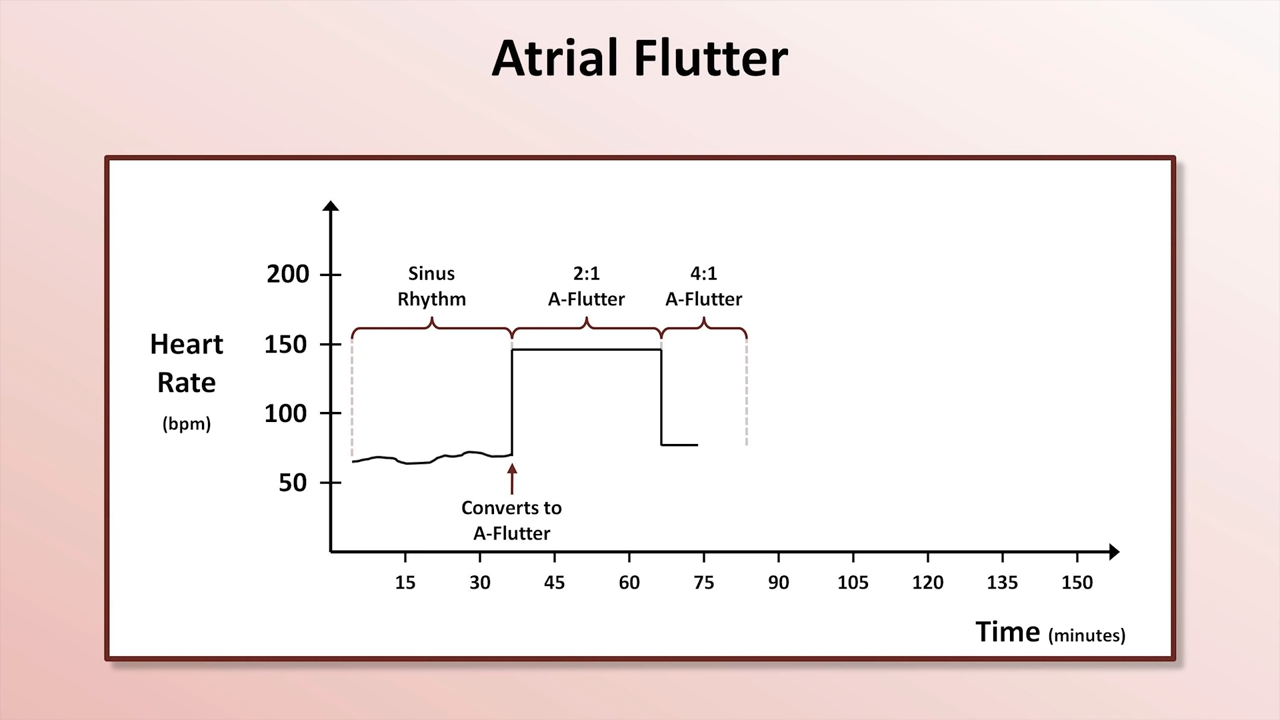 Atrial Flutter
200
150
100
50
Heart
Rate
(bpm)
Sinus
Rhythm
2:1
A-Flutter
4:1
A-Flutter
Converts to
A-Flutter
15 30 45 60 75 90 105 120 135 150
Time (minutes)